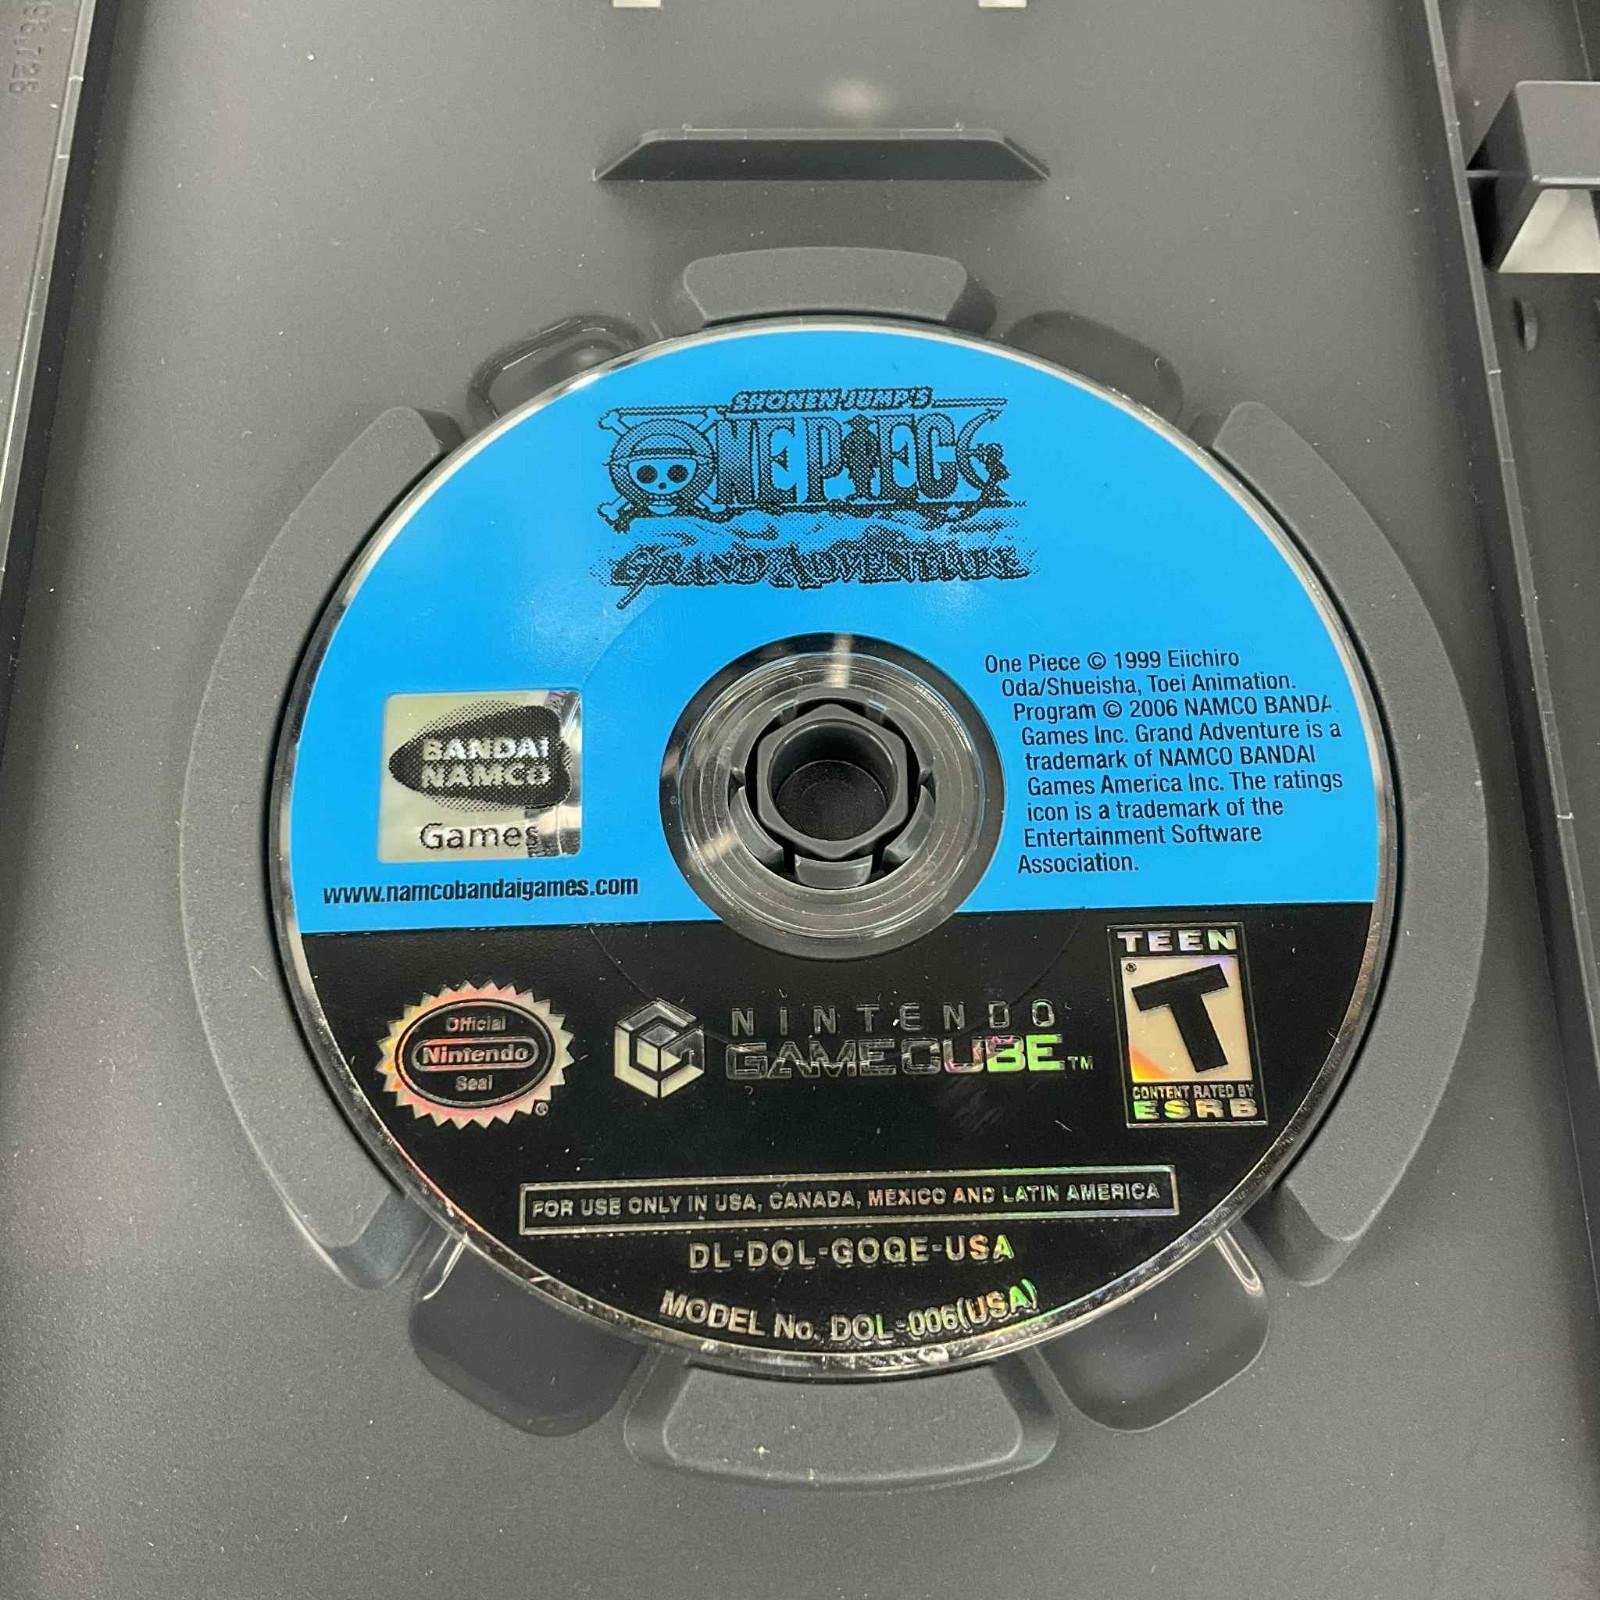 SHONEN JUMP'S
ONE PIECE
GRAND ADVENTURE
One Piece © 1999 Eiichiro
Oda/Shueisha, Toei Animation.
Program © 2006 NAMCO BANDA
Games Inc. Grand Adventure is a
trademark of NAMCO BANDAI
Games America Inc. The ratings
icon is a trademark of the
Entertainment Software
Association.
BANDAI
NAMCO
Games
www.namcobandaigames.com
TEEN
T
®
CONTENT RATED BY
ESRB
Official
Nintendo
Seal
®
NINTENDO
GAMECUBE™
FOR USE ONLY IN USA, CANADA, MEXICO AND LATIN AMERICA
DL-DOL-GOQE-USA
MODEL No. DOL-006(USA)